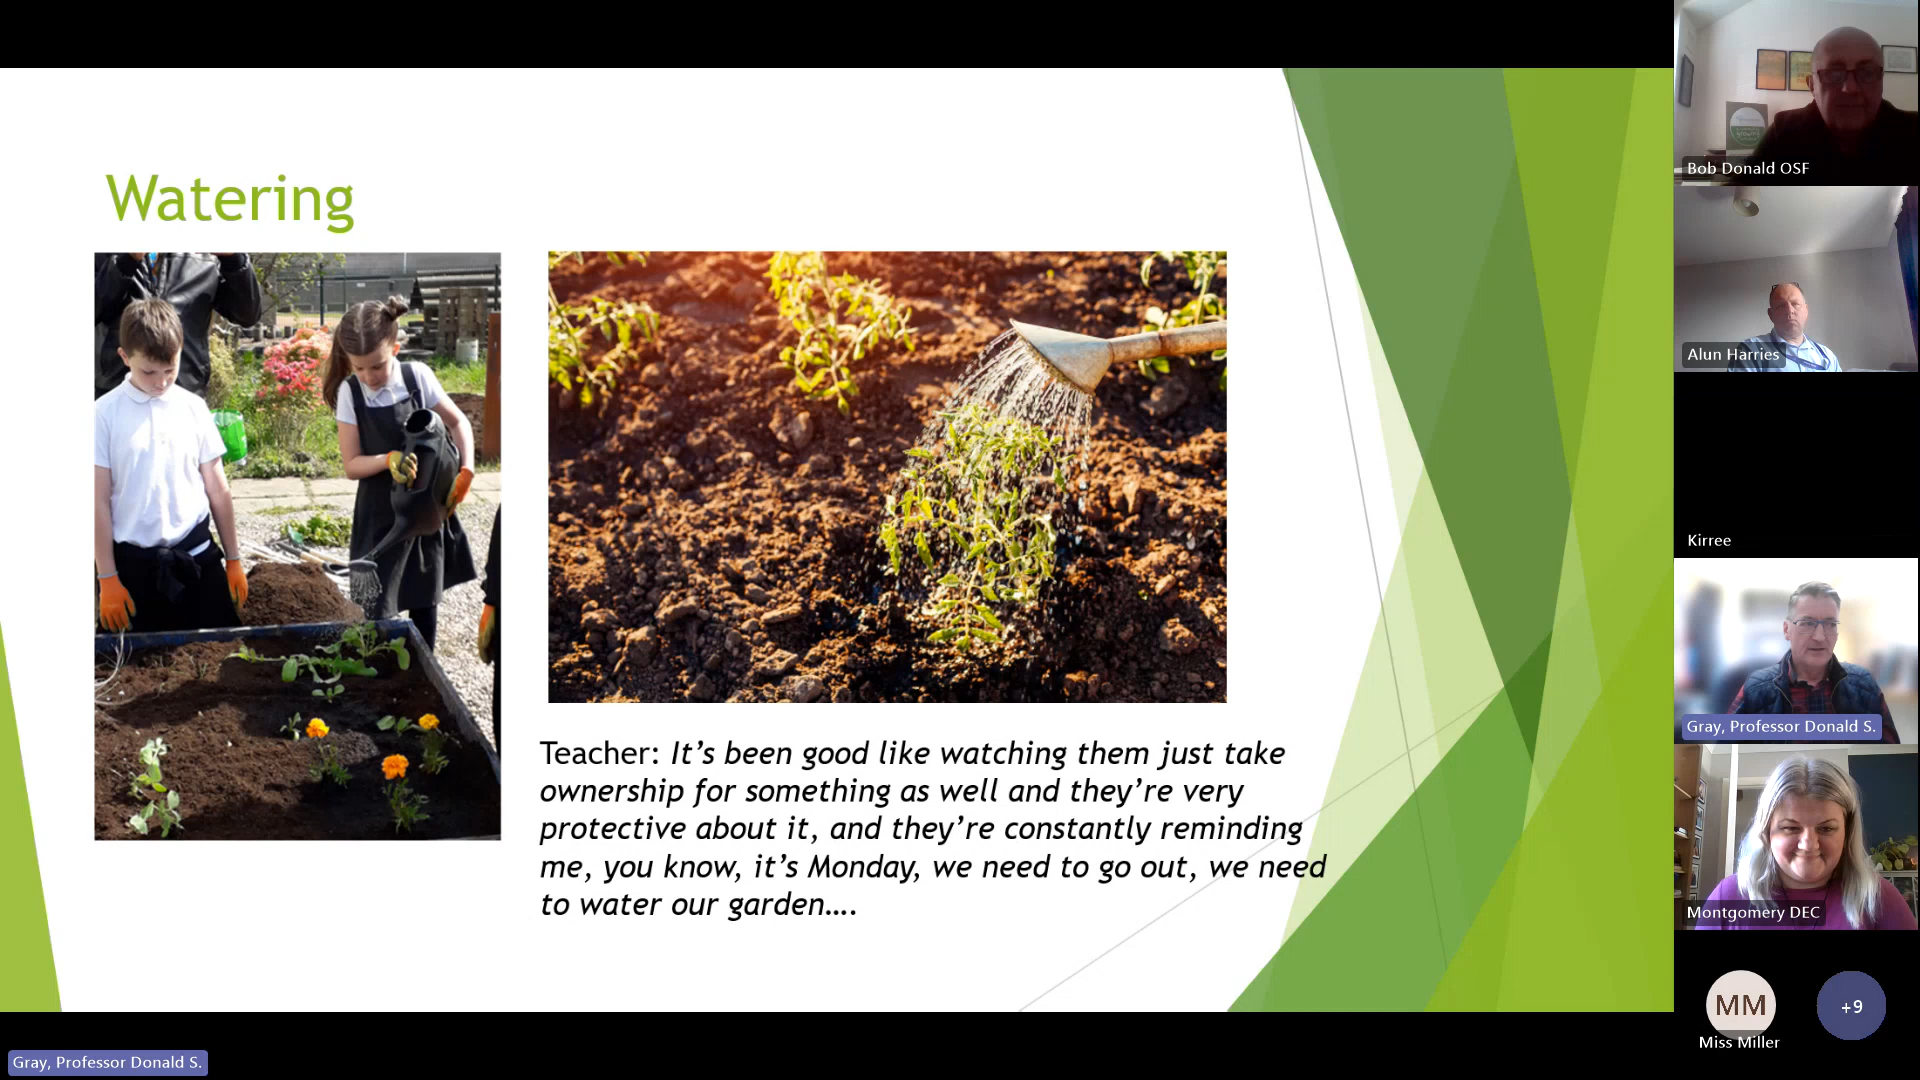 Watering
Teacher: It’s been good like watching them just take
ownership for something as well and they’re very
protective about it, and they’re constantly reminding
me, you know, it’s Monday, we need to go out, we need
to water our garden….
Bob Donald OSF
Alun Harries
Kirree
Gray, Professor Donald S.
Montgomery DEC
MM
Miss Miller
+9
Gray, Professor Donald S.